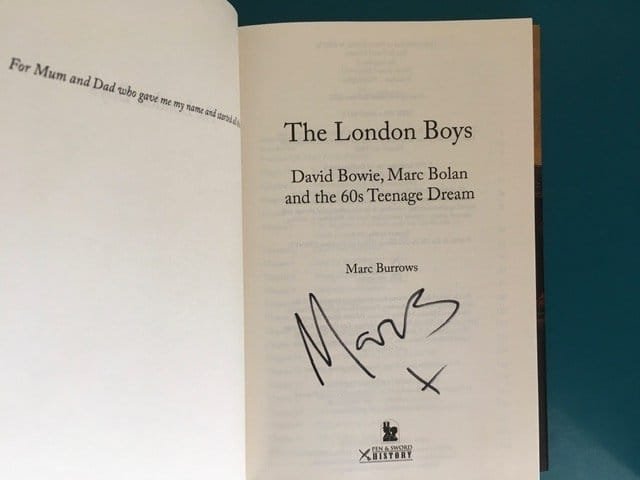 For Mum and Dad who gave me my name and started
The London Boys
David Bowie, Marc Bolan
and the 60s Teenage Dream
Marc Burrows
Marc B
x
PEN & SWORD
HISTORY